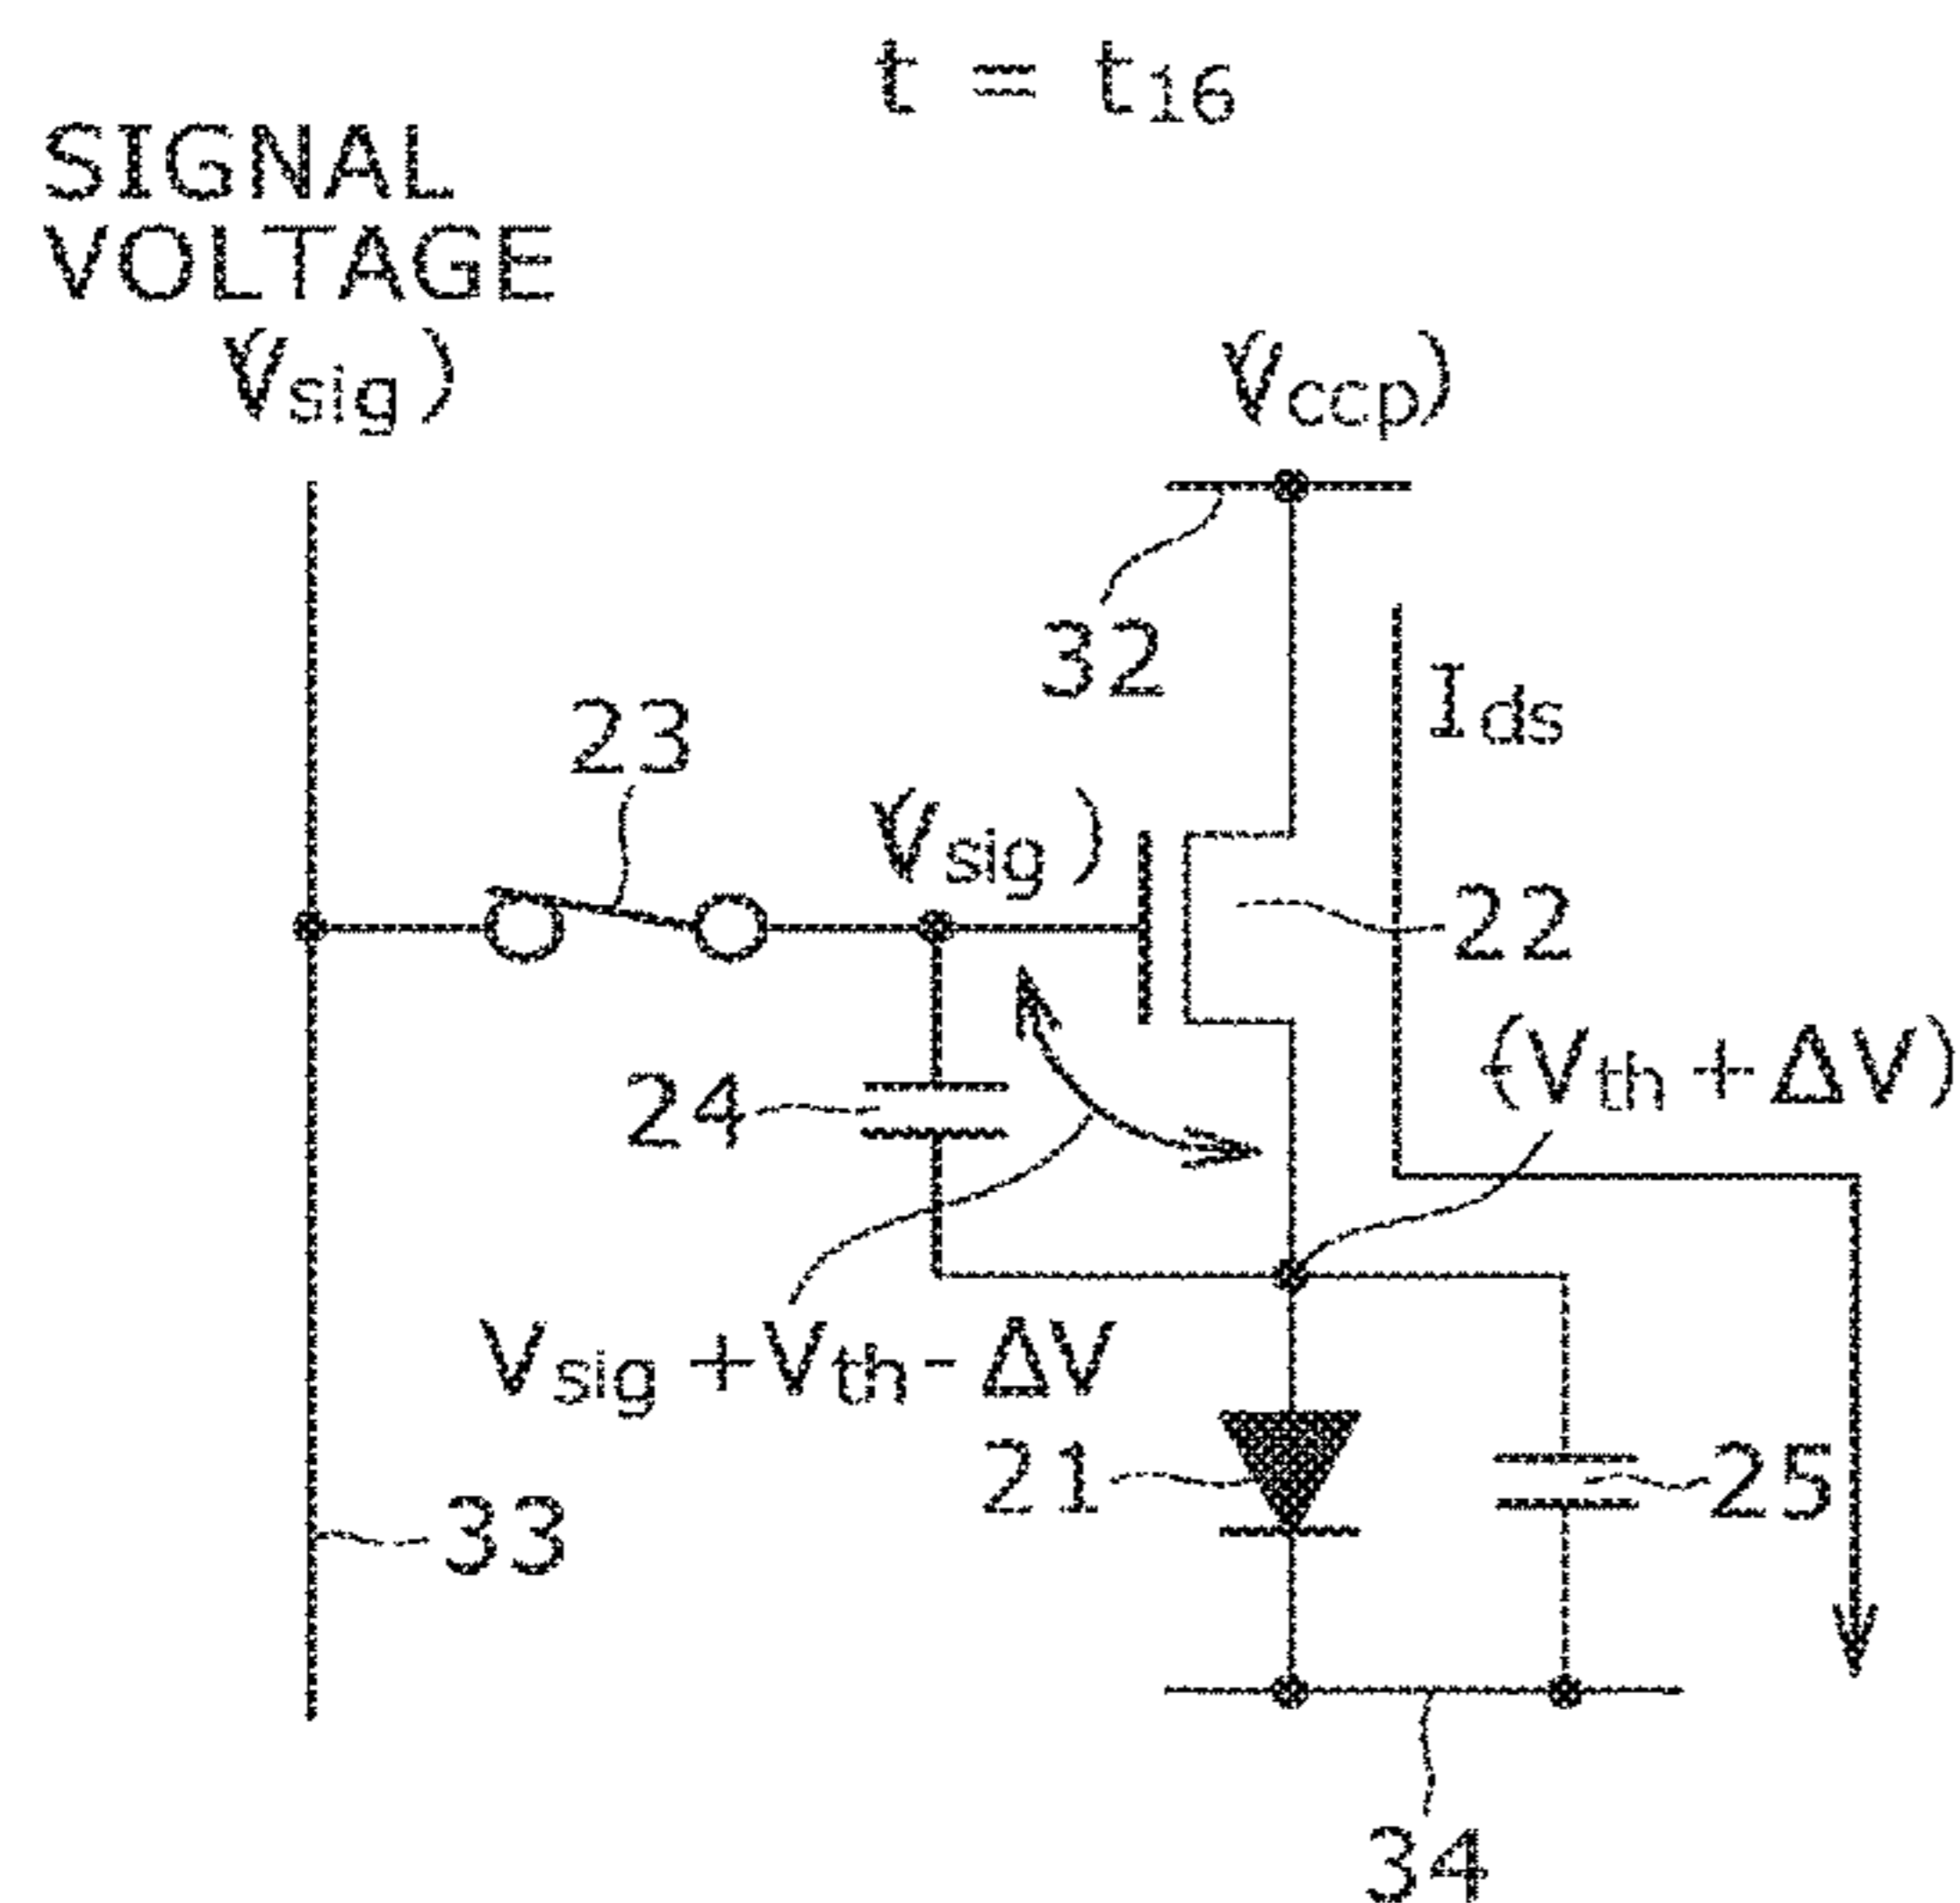 t = t16
SIGNAL
VOLTAGE
(Vsig)
(Vccp)
32
Ids
23
(Vsig)
22
(Vth + ΔV)
24
Vsig + Vth - ΔV
21
25
33
34